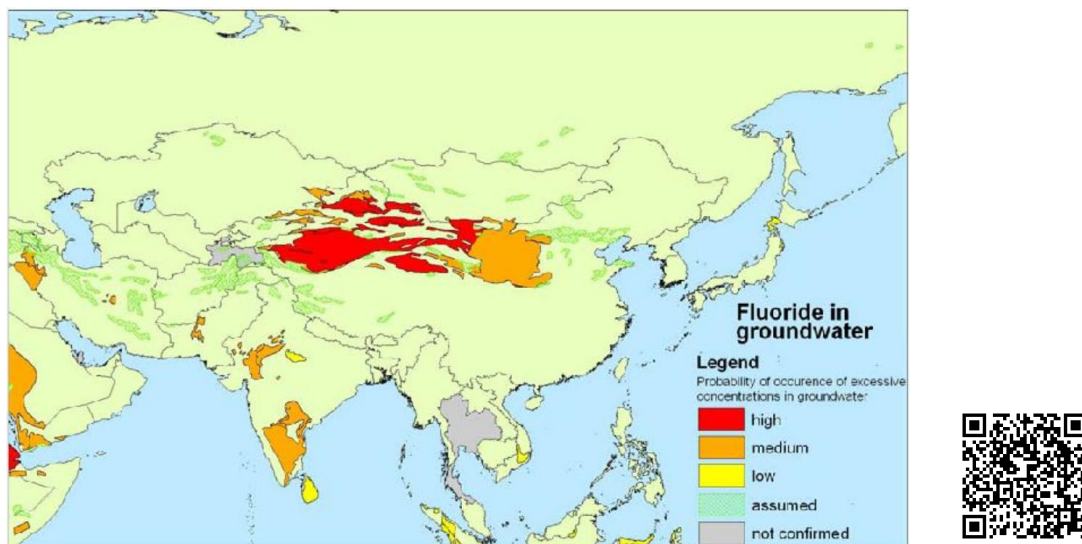 Fluoride in
groundwater
Legend
Probability of occurence of excessive
concentrations in groundwater
high
medium
low
assumed
not confirmed